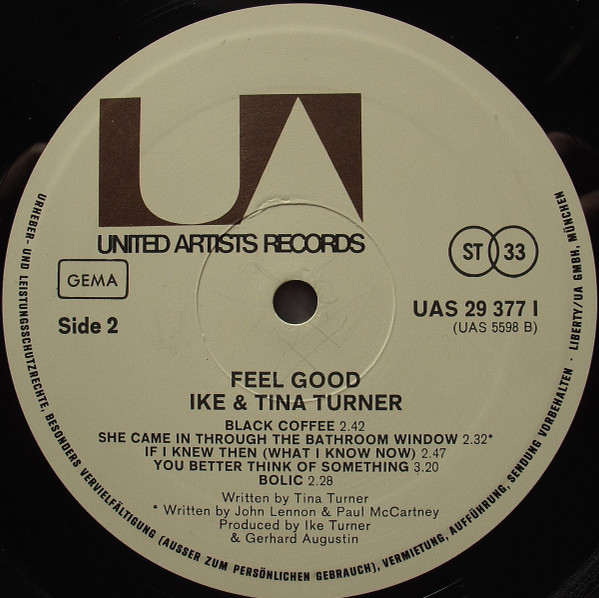 UA
UNITED ARTISTS RECORDS
GEMA
ST 33
Side 2
UAS 29 377 I
(UAS 5598 B)
FEEL GOOD
IKE & TINA TURNER
BLACK COFFEE 2.42
SHE CAME IN THROUGH THE BATHROOM WINDOW 2.32*
IF I KNEW THEN (WHAT I KNOW NOW) 2.47
YOU BETTER THINK OF SOMETHING 3.20
BOLIC 2.28
Written by Tina Turner
* Written by John Lennon & Paul McCartney
Produced by Ike Turner
& Gerhard Augustin
URHEBER- UND LEISTUNGSSCHUTZRECHTE, BESONDERS VERVIELFÄLTIGUNG (AUSSER ZUM PERSÖNLICHEN GEBRAUCH), VERMIETUNG, AUFFÜHRUNG, SENDUNG VORBEHALTEN · LIBERTY/UA GMBH, MÜNCHEN